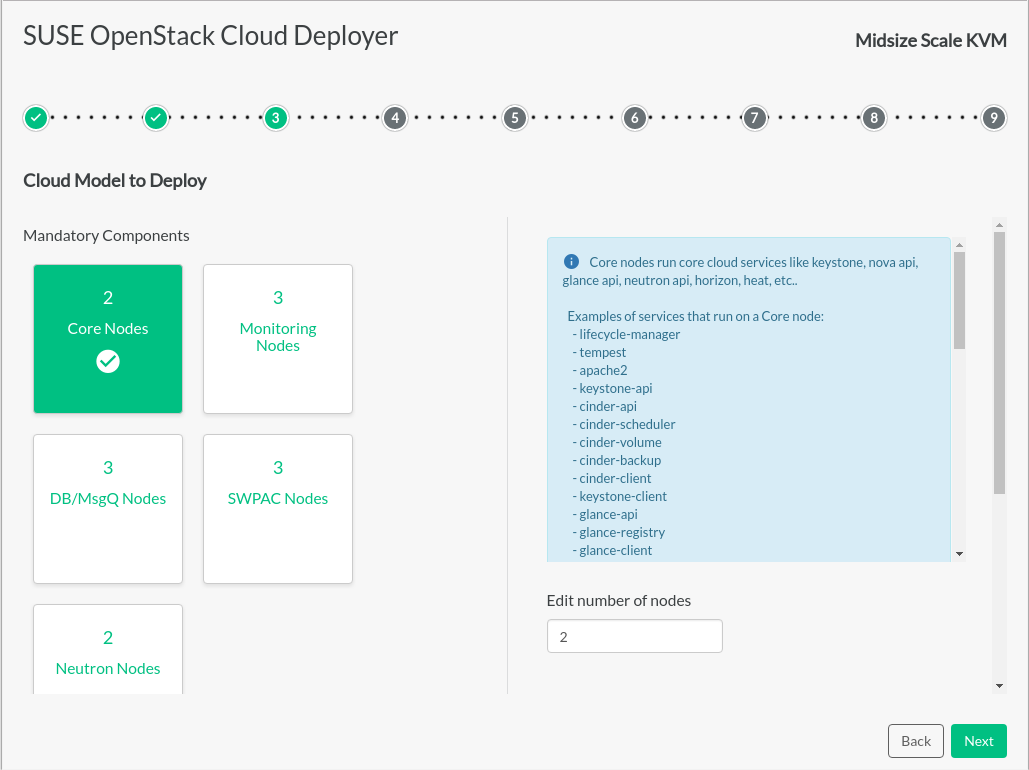 SUSE OpenStack Cloud Deployer
Midsize Scale KVM
3
4
5
6
7
8
9
Cloud Model to Deploy
Mandatory Components
2
Core Nodes
3
Monitoring
Nodes
3
DB/MsgQ Nodes
3
SWPAC Nodes
2
Neutron Nodes
Core nodes run core cloud services like keystone, nova api,
glance api, neutron api, horizon, heat, etc..
Examples of services that run on a Core node:
- lifecycle-manager
- tempest
- apache2
- keystone-api
- cinder-api
- cinder-scheduler
- cinder-volume
- cinder-backup
- cinder-client
- keystone-client
- glance-api
- glance-registry
- glance-client
Edit number of nodes
2
Back
Next